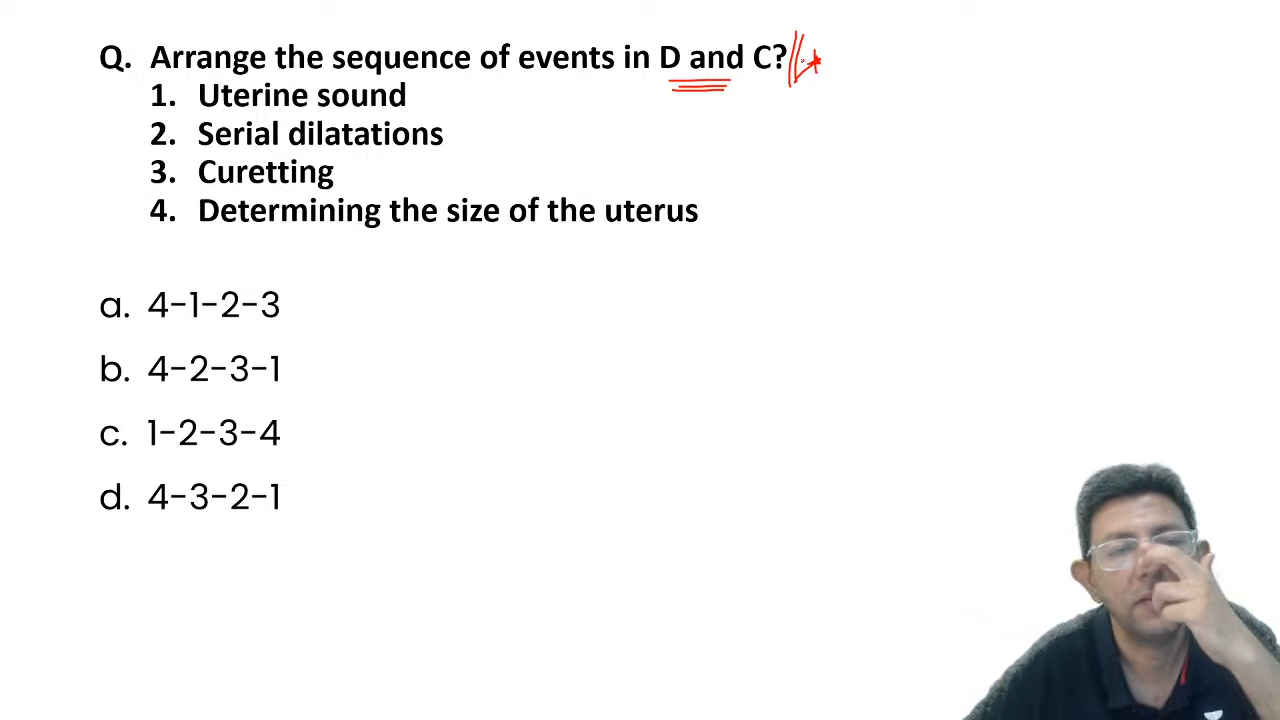 Q. Arrange the sequence of events in D and C?
1. Uterine sound
2. Serial dilatations
3. Curetting
4. Determining the size of the uterus
a. 4-1-2-3
b. 4-2-3-1
c. 1-2-3-4
d. 4-3-2-1